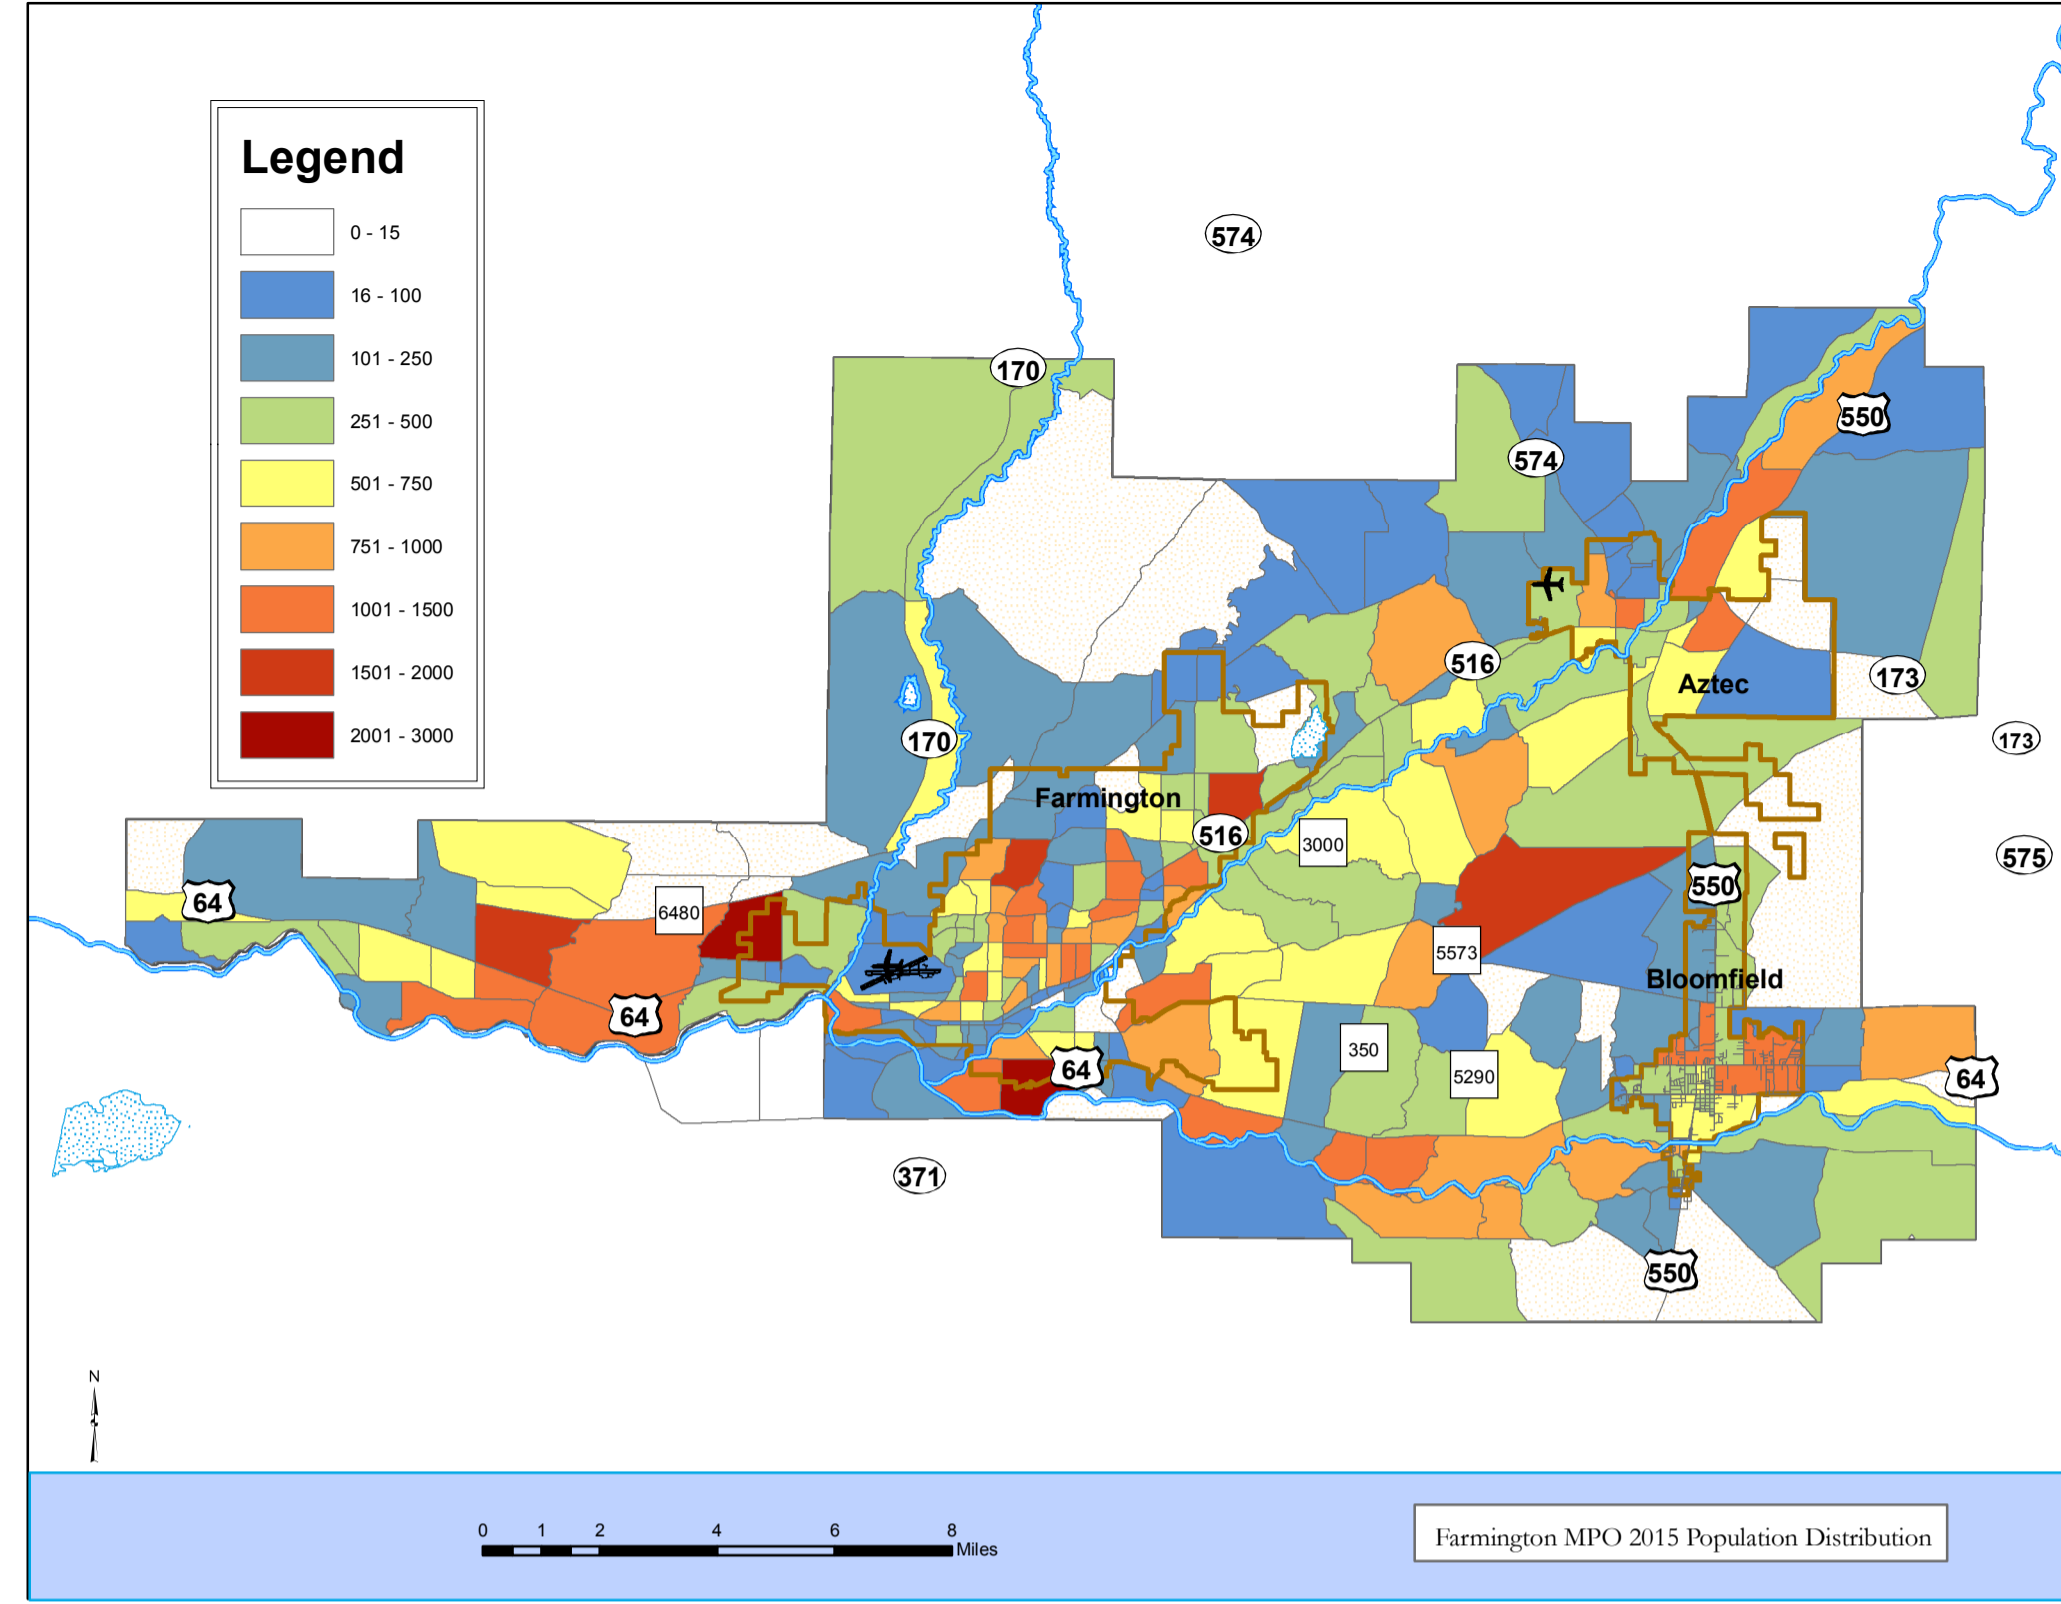 574
Legend
0 - 15
16 - 100
101 - 250
251 - 500
501 - 750
751 - 1000
1001 - 1500
1501 - 2000
2001 - 3000
170
550
574
516
Aztec
173
170
173
Farmington
516
3000
575
64
6480
550
5573
Bloomfield
64
350
64
5290
64
371
550
N
0 1 2 4 6 8
Miles
Farmington MPO 2015 Population Distribution